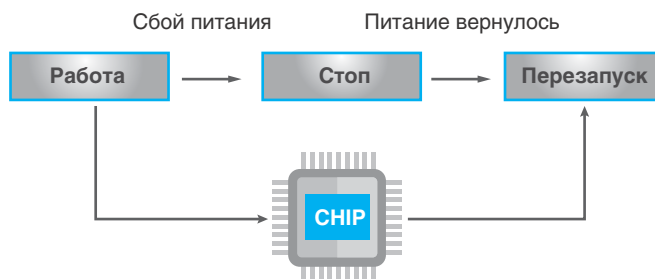 Сбой питания
Питание вернулось
Работа
Стоп
Перезапуск
CHIP